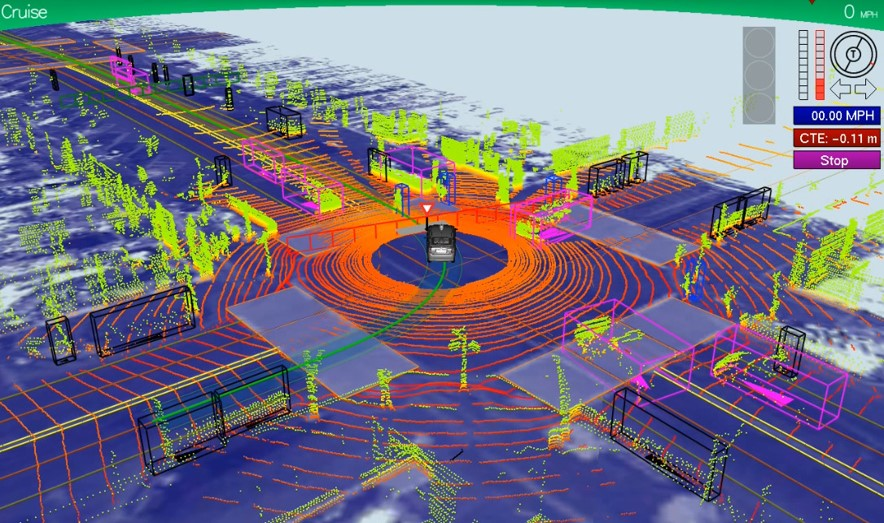 Cruise
0 MPH
T
00.00 MPH
CTE: -0.11 m
Stop